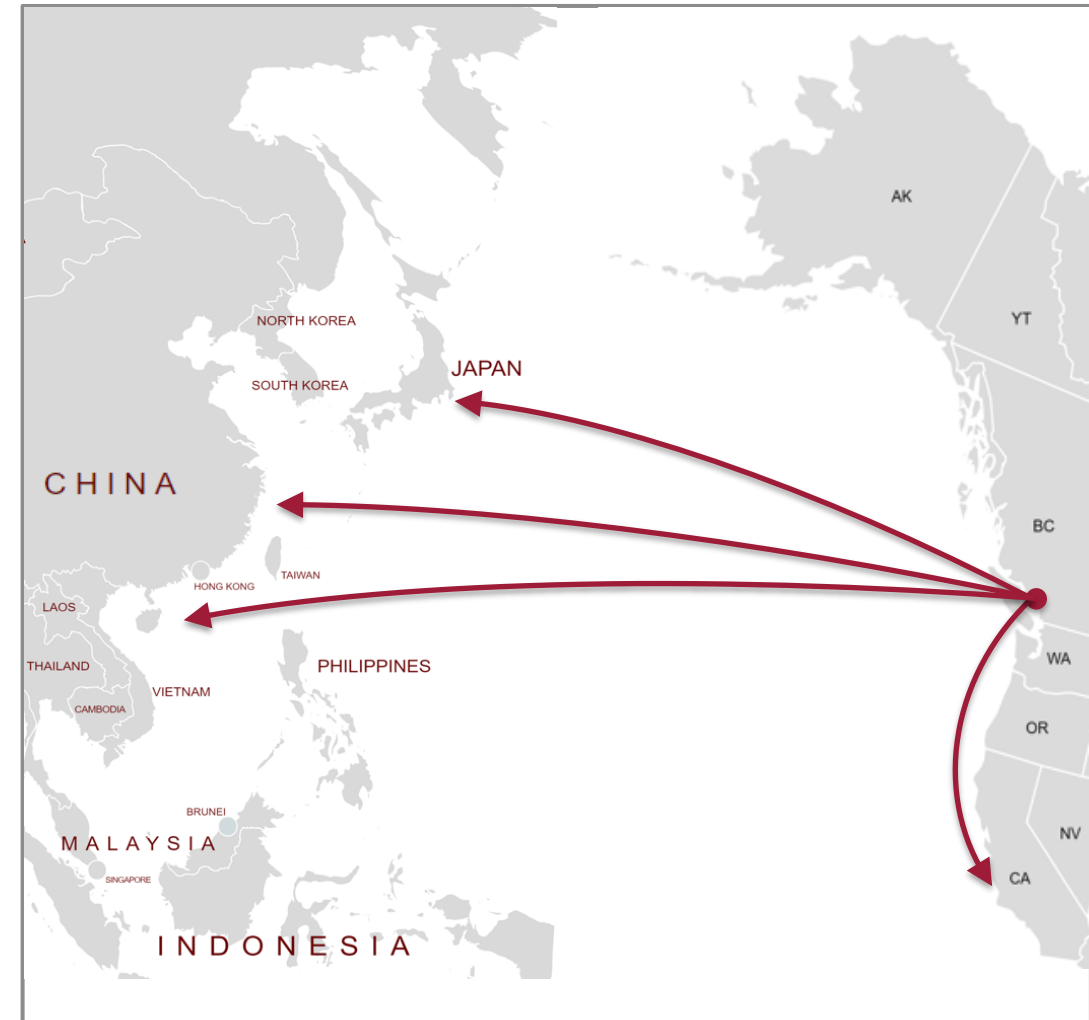 AK
YT
NORTH KOREA
JAPAN
SOUTH KOREA
CHINA
BC
TAIWAN
HONG KONG
LAOS
WA
THAILAND
PHILIPPINES
VIETNAM
CAMBODIA
OR
BRUNEI
NV
MALAYSIA
CA
SINGAPORE
INDONESIA